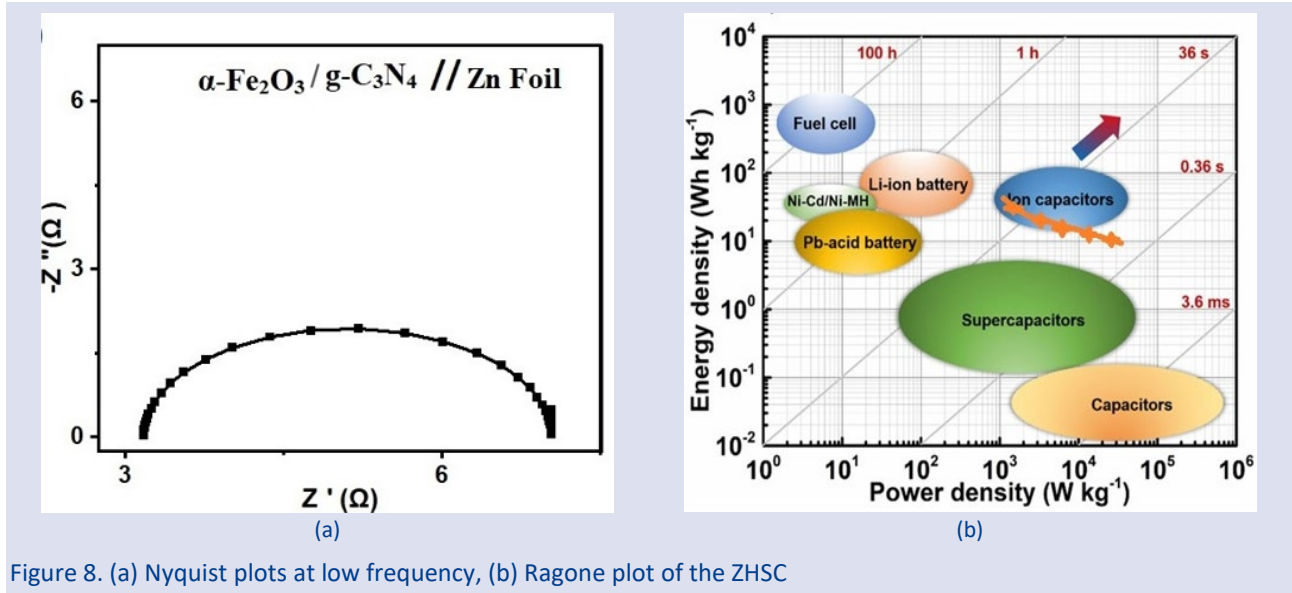 )
α-Fe₂O₃ / g-C₃N₄ // Zn Foil
6
3
0
-Z "(Ω)
3 6
Z ' (Ω)
(a)
10⁴
10³
10²
10¹
10⁰
10⁻¹
10⁻²
Energy density (Wh kg⁻¹)
100 h 1 h 36 s
0.36 s
3.6 ms
Fuel cell
Li-ion battery
Ni-Cd/Ni-MH
Ion capacitors
Pb-acid battery
Supercapacitors
Capacitors
10⁰ 10¹ 10² 10³ 10⁴ 10⁵ 10⁶
Power density (W kg⁻¹)
(b)
Figure 8. (a) Nyquist plots at low frequency, (b) Ragone plot of the ZHSC